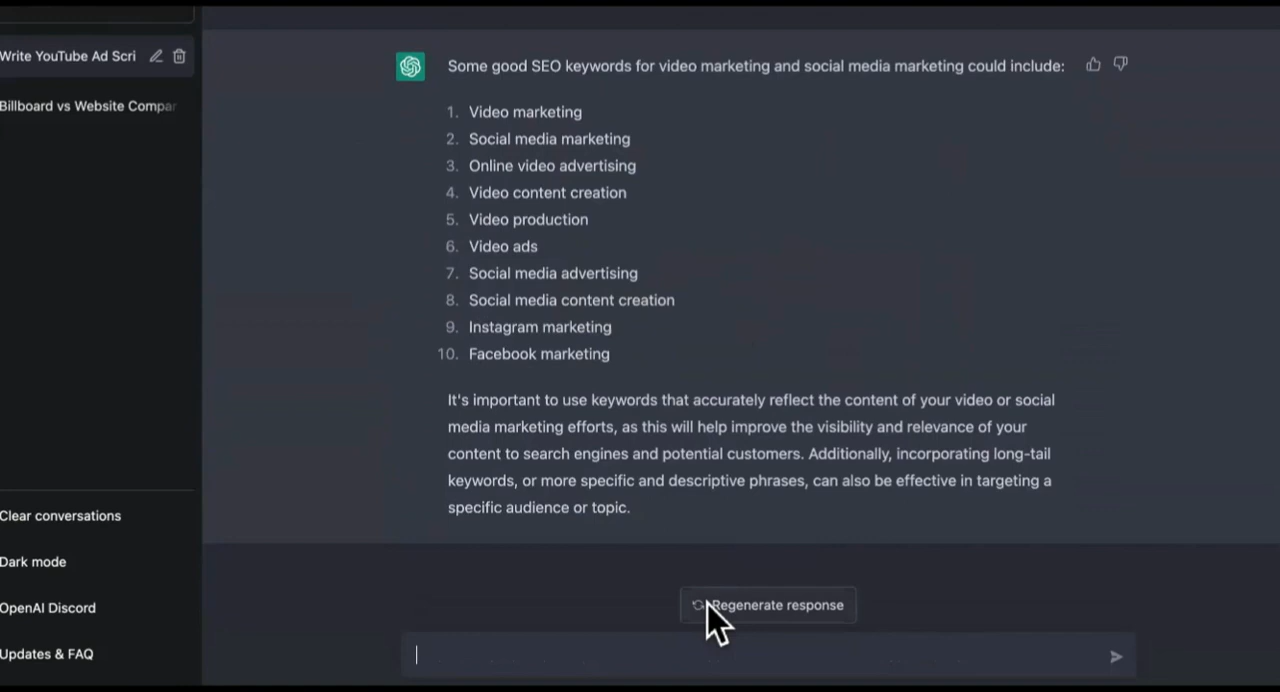 Write YouTube Ad Scri
Billboard vs Website Compar
Clear conversations
Dark mode
OpenAI Discord
Updates & FAQ
Some good SEO keywords for video marketing and social media marketing could include:
1. Video marketing
2. Social media marketing
3. Online video advertising
4. Video content creation
5. Video production
6. Video ads
7. Social media advertising
8. Social media content creation
9. Instagram marketing
10. Facebook marketing
It's important to use keywords that accurately reflect the content of your video or social
media marketing efforts, as this will help improve the visibility and relevance of your
content to search engines and potential customers. Additionally, incorporating long-tail
keywords, or more specific and descriptive phrases, can also be effective in targeting a
specific audience or topic.
Regenerate response